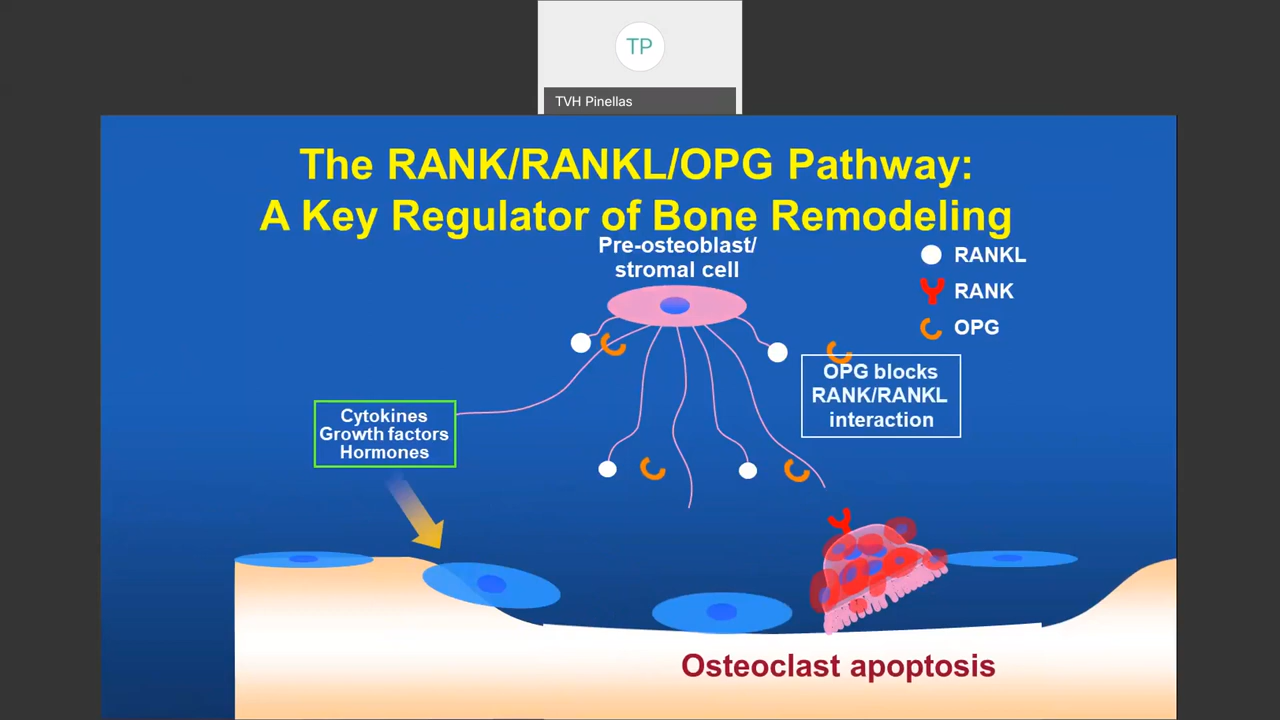 TP
TVH Pinellas
The RANK/RANKL/OPG Pathway:
A Key Regulator of Bone Remodeling
Pre-osteoblast/
stromal cell
RANKL
RANK
OPG
OPG blocks
RANK/RANKL
interaction
Cytokines
Growth factors
Hormones
Osteoclast apoptosis